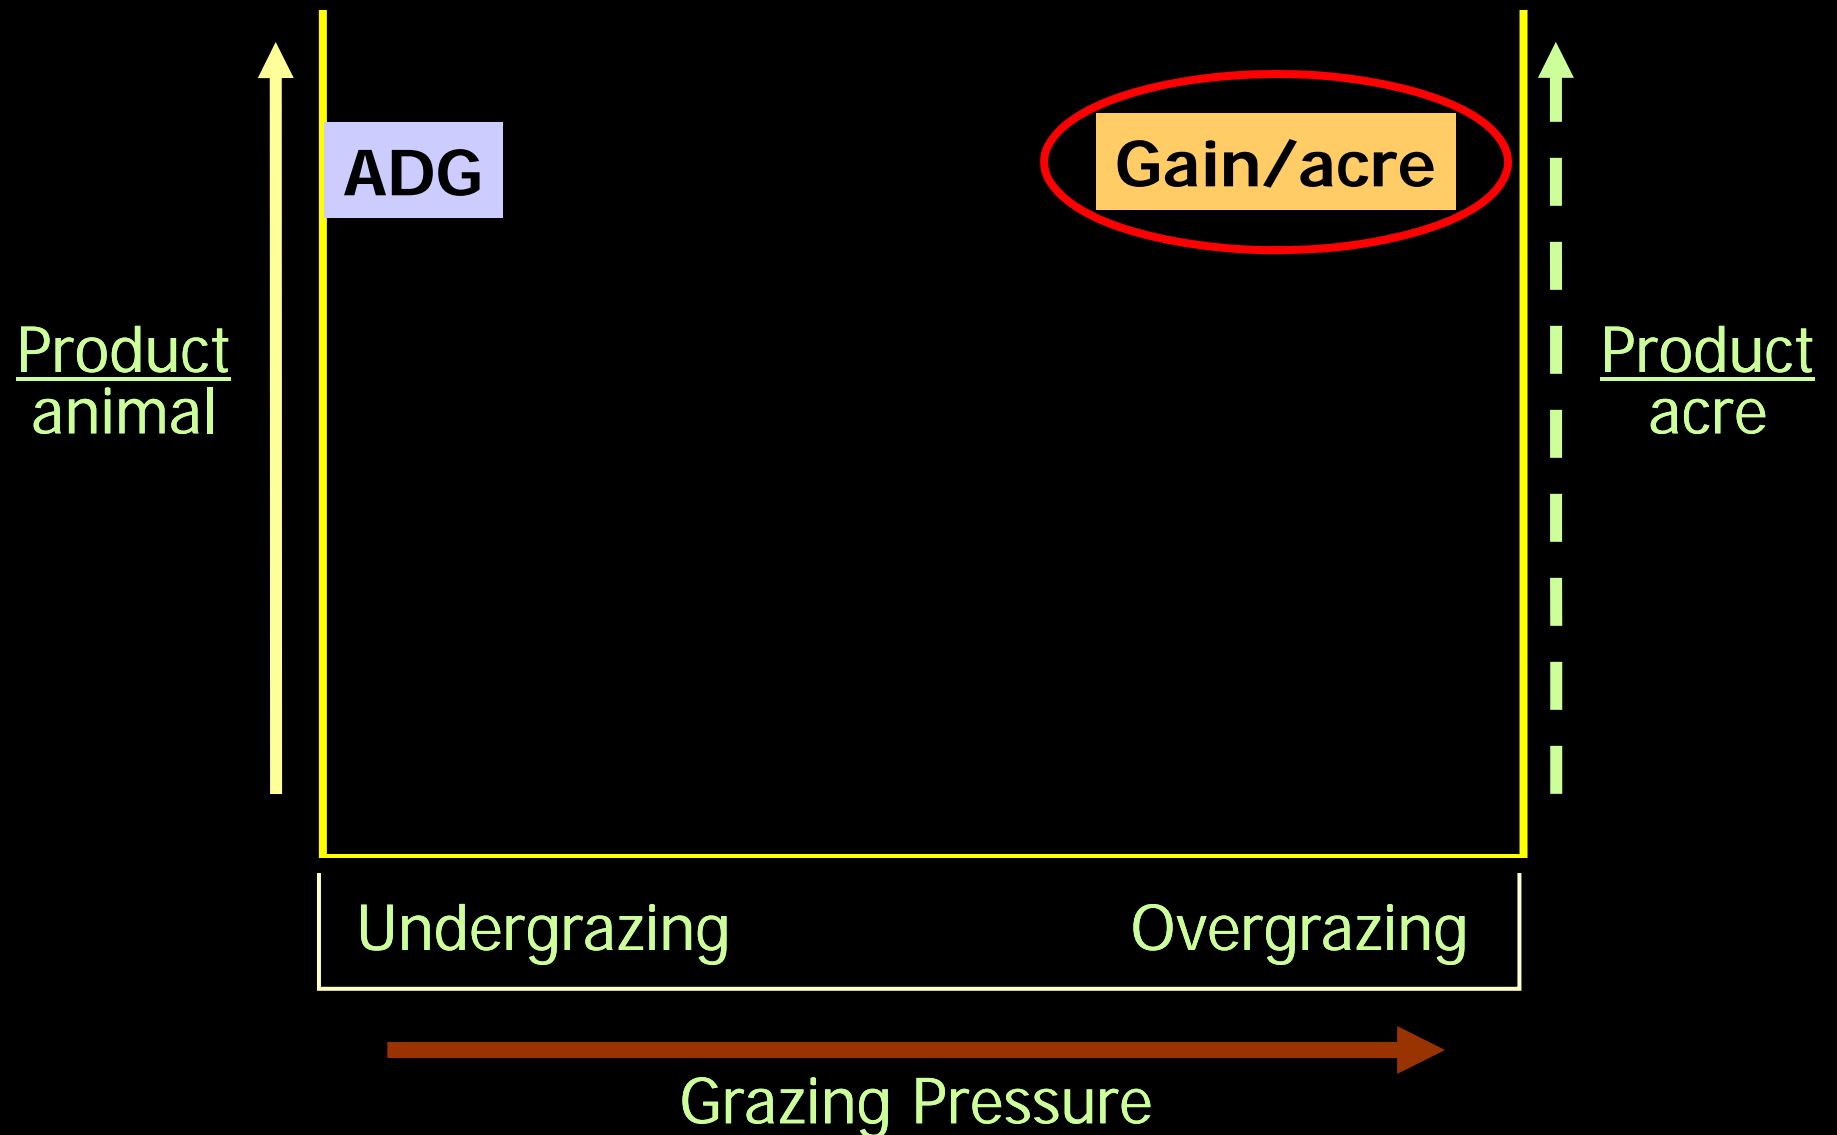 ADG
Gain/acre
Product
animal
Product
acre
Undergrazing
Overgrazing
Grazing Pressure